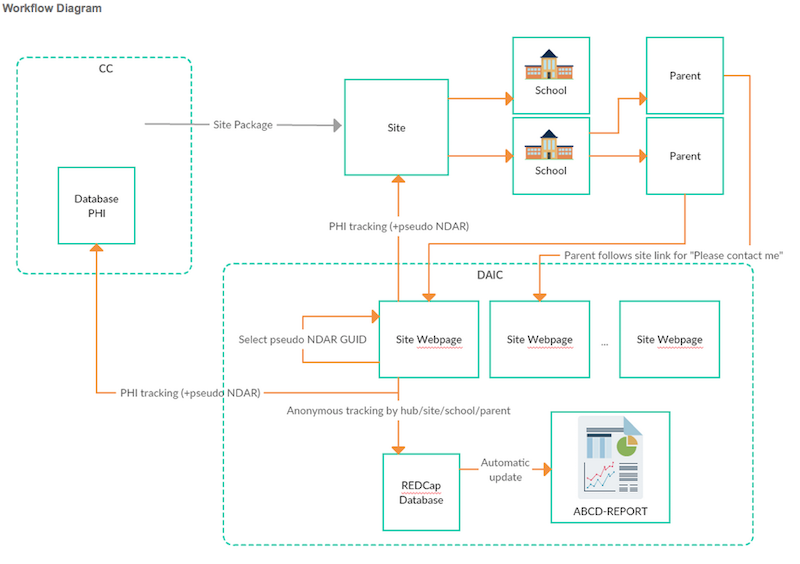 Workflow Diagram
CC
Site Package
Site
School
School
Parent
Parent
Database
PHI
PHI tracking (+pseudo NDAR)
Parent follows site link for "Please contact me"
DAIC
Select pseudo NDAR GUID
Site Webpage
Site Webpage
...
Site Webpage
PHI tracking (+pseudo NDAR)
Anonymous tracking by hub/site/school/parent
REDCap
Database
Automatic
update
ABCD-REPORT